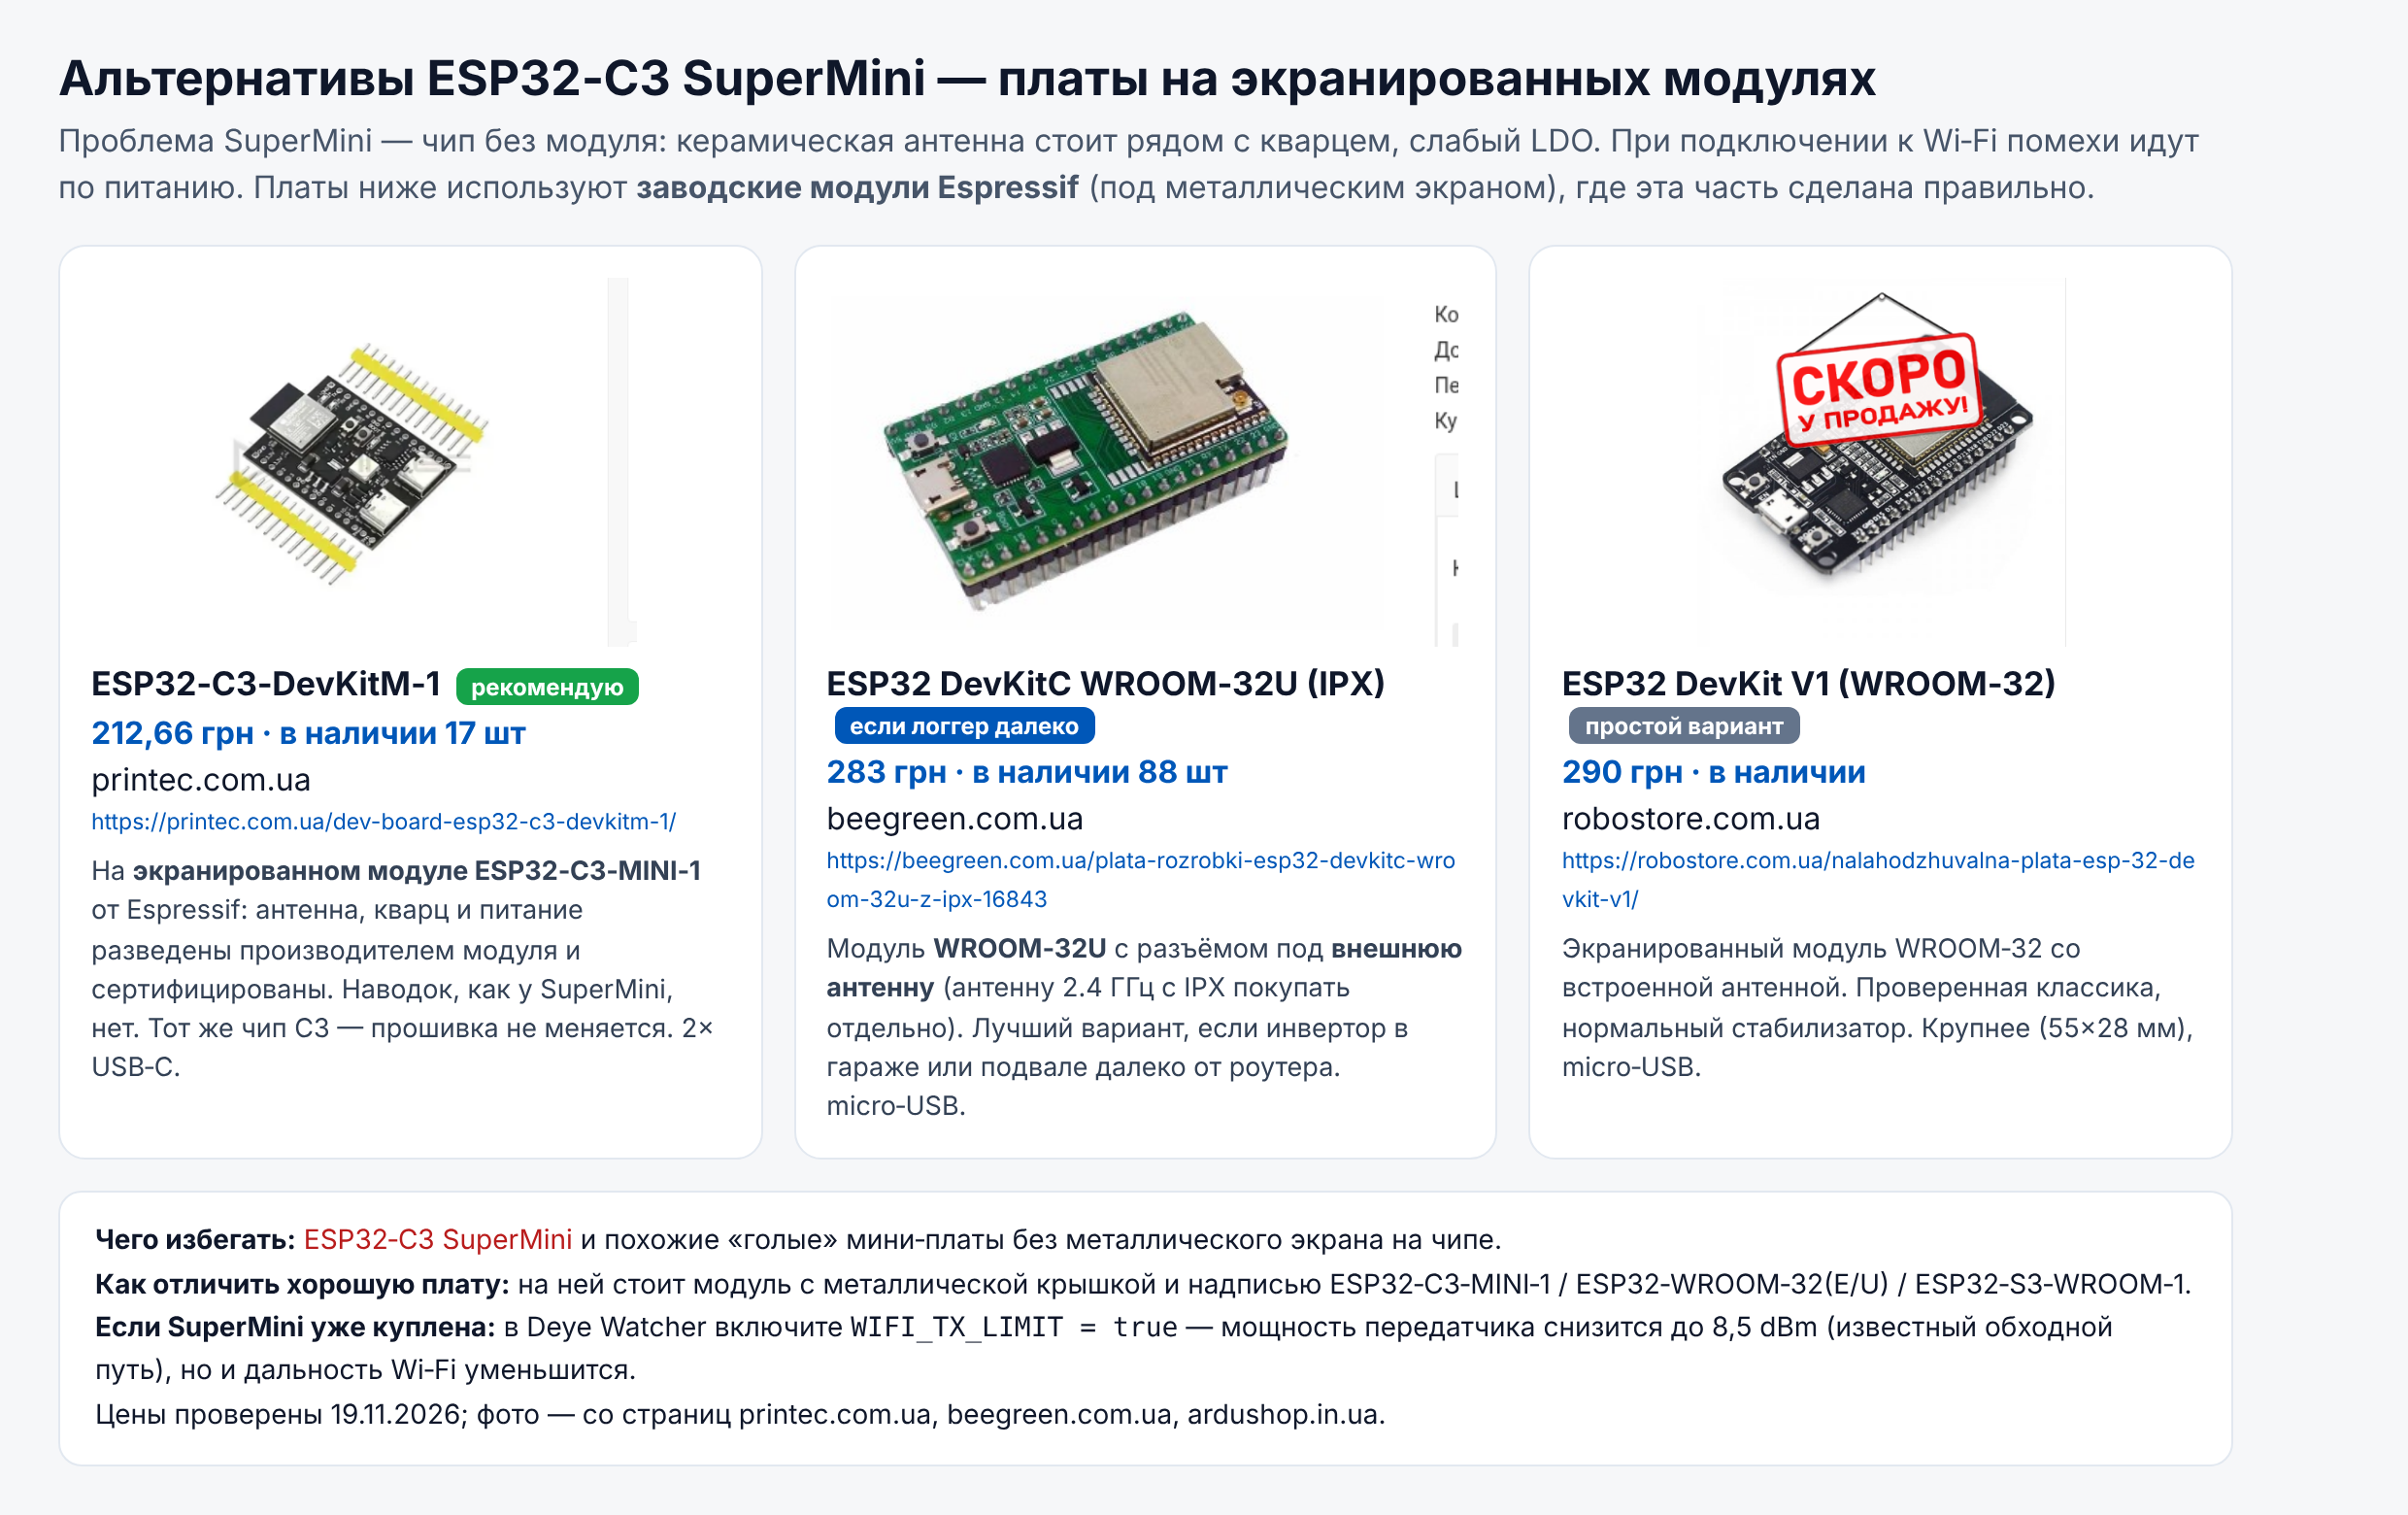 Альтернативы ESP32-C3 SuperMini — платы на экранированных модулях
Проблема SuperMini — чип без модуля: керамическая антенна стоит рядом с кварцем, слабый LDO. При подключении к Wi-Fi помехи идут
по питанию. Платы ниже используют заводские модули Espressif (под металлическим экраном), где эта часть сделана правильно.
ESP32-C3-DevKitM-1 рекомендую
212,66 грн · в наличии 17 шт
printec.com.ua
https://printec.com.ua/dev-board-esp32-c3-devkitm-1/
На экранированном модуле ESP32-C3-MINI-1
от Espressif: антенна, кварц и питание
разведены производителем модуля и
сертифицированы. Наводок, как у SuperMini,
нет. Тот же чип C3 — прошивка не меняется. 2×
USB-C.
Ко
До
Пе
Ку
ESP32 DevKitC WROOM-32U (IPX)
если логгер далеко
283 грн · в наличии 88 шт
beegreen.com.ua
https://beegreen.com.ua/plata-rozrobki-esp32-devkitc-wro
om-32u-z-ipx-16843
Модуль WROOM-32U с разъёмом под внешнюю
антенну (антенну 2.4 ГГц с IPX покупать
отдельно). Лучший вариант, если инвертор в
гараже или подвале далеко от роутера.
micro-USB.
СКОРО
У ПРОДАЖУ!
ESP32 DevKit V1 (WROOM-32)
простой вариант
290 грн · в наличии
robostore.com.ua
https://robostore.com.ua/nalahodzhuvalna-plata-esp-32-de
vkit-v1/
Экранированный модуль WROOM-32 со
встроенной антенной. Проверенная классика,
нормальный стабилизатор. Крупнее (55×28 мм),
micro-USB.
Чего избегать: ESP32-C3 SuperMini и похожие «голые» мини-платы без металлического экрана на чипе.
Как отличить хорошую плату: на ней стоит модуль с металлической крышкой и надписью ESP32-C3-MINI-1 / ESP32-WROOM-32(E/U) / ESP32-S3-WROOM-1.
Если SuperMini уже куплена: в Deye Watcher включите WIFI_TX_LIMIT = true — мощность передатчика снизится до 8,5 dBm (известный обходной
путь), но и дальность Wi-Fi уменьшится.
Цены проверены 19.11.2026; фото — со страниц printec.com.ua, beegreen.com.ua, ardushop.in.ua.